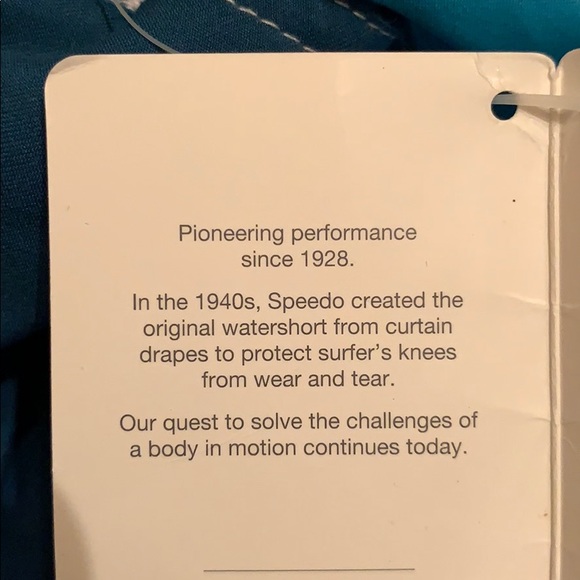 Pioneering performance
since 1928.
In the 1940s, Speedo created the
original watershort from curtain
drapes to protect surfer's knees
from wear and tear.
Our quest to solve the challenges of
a body in motion continues today.